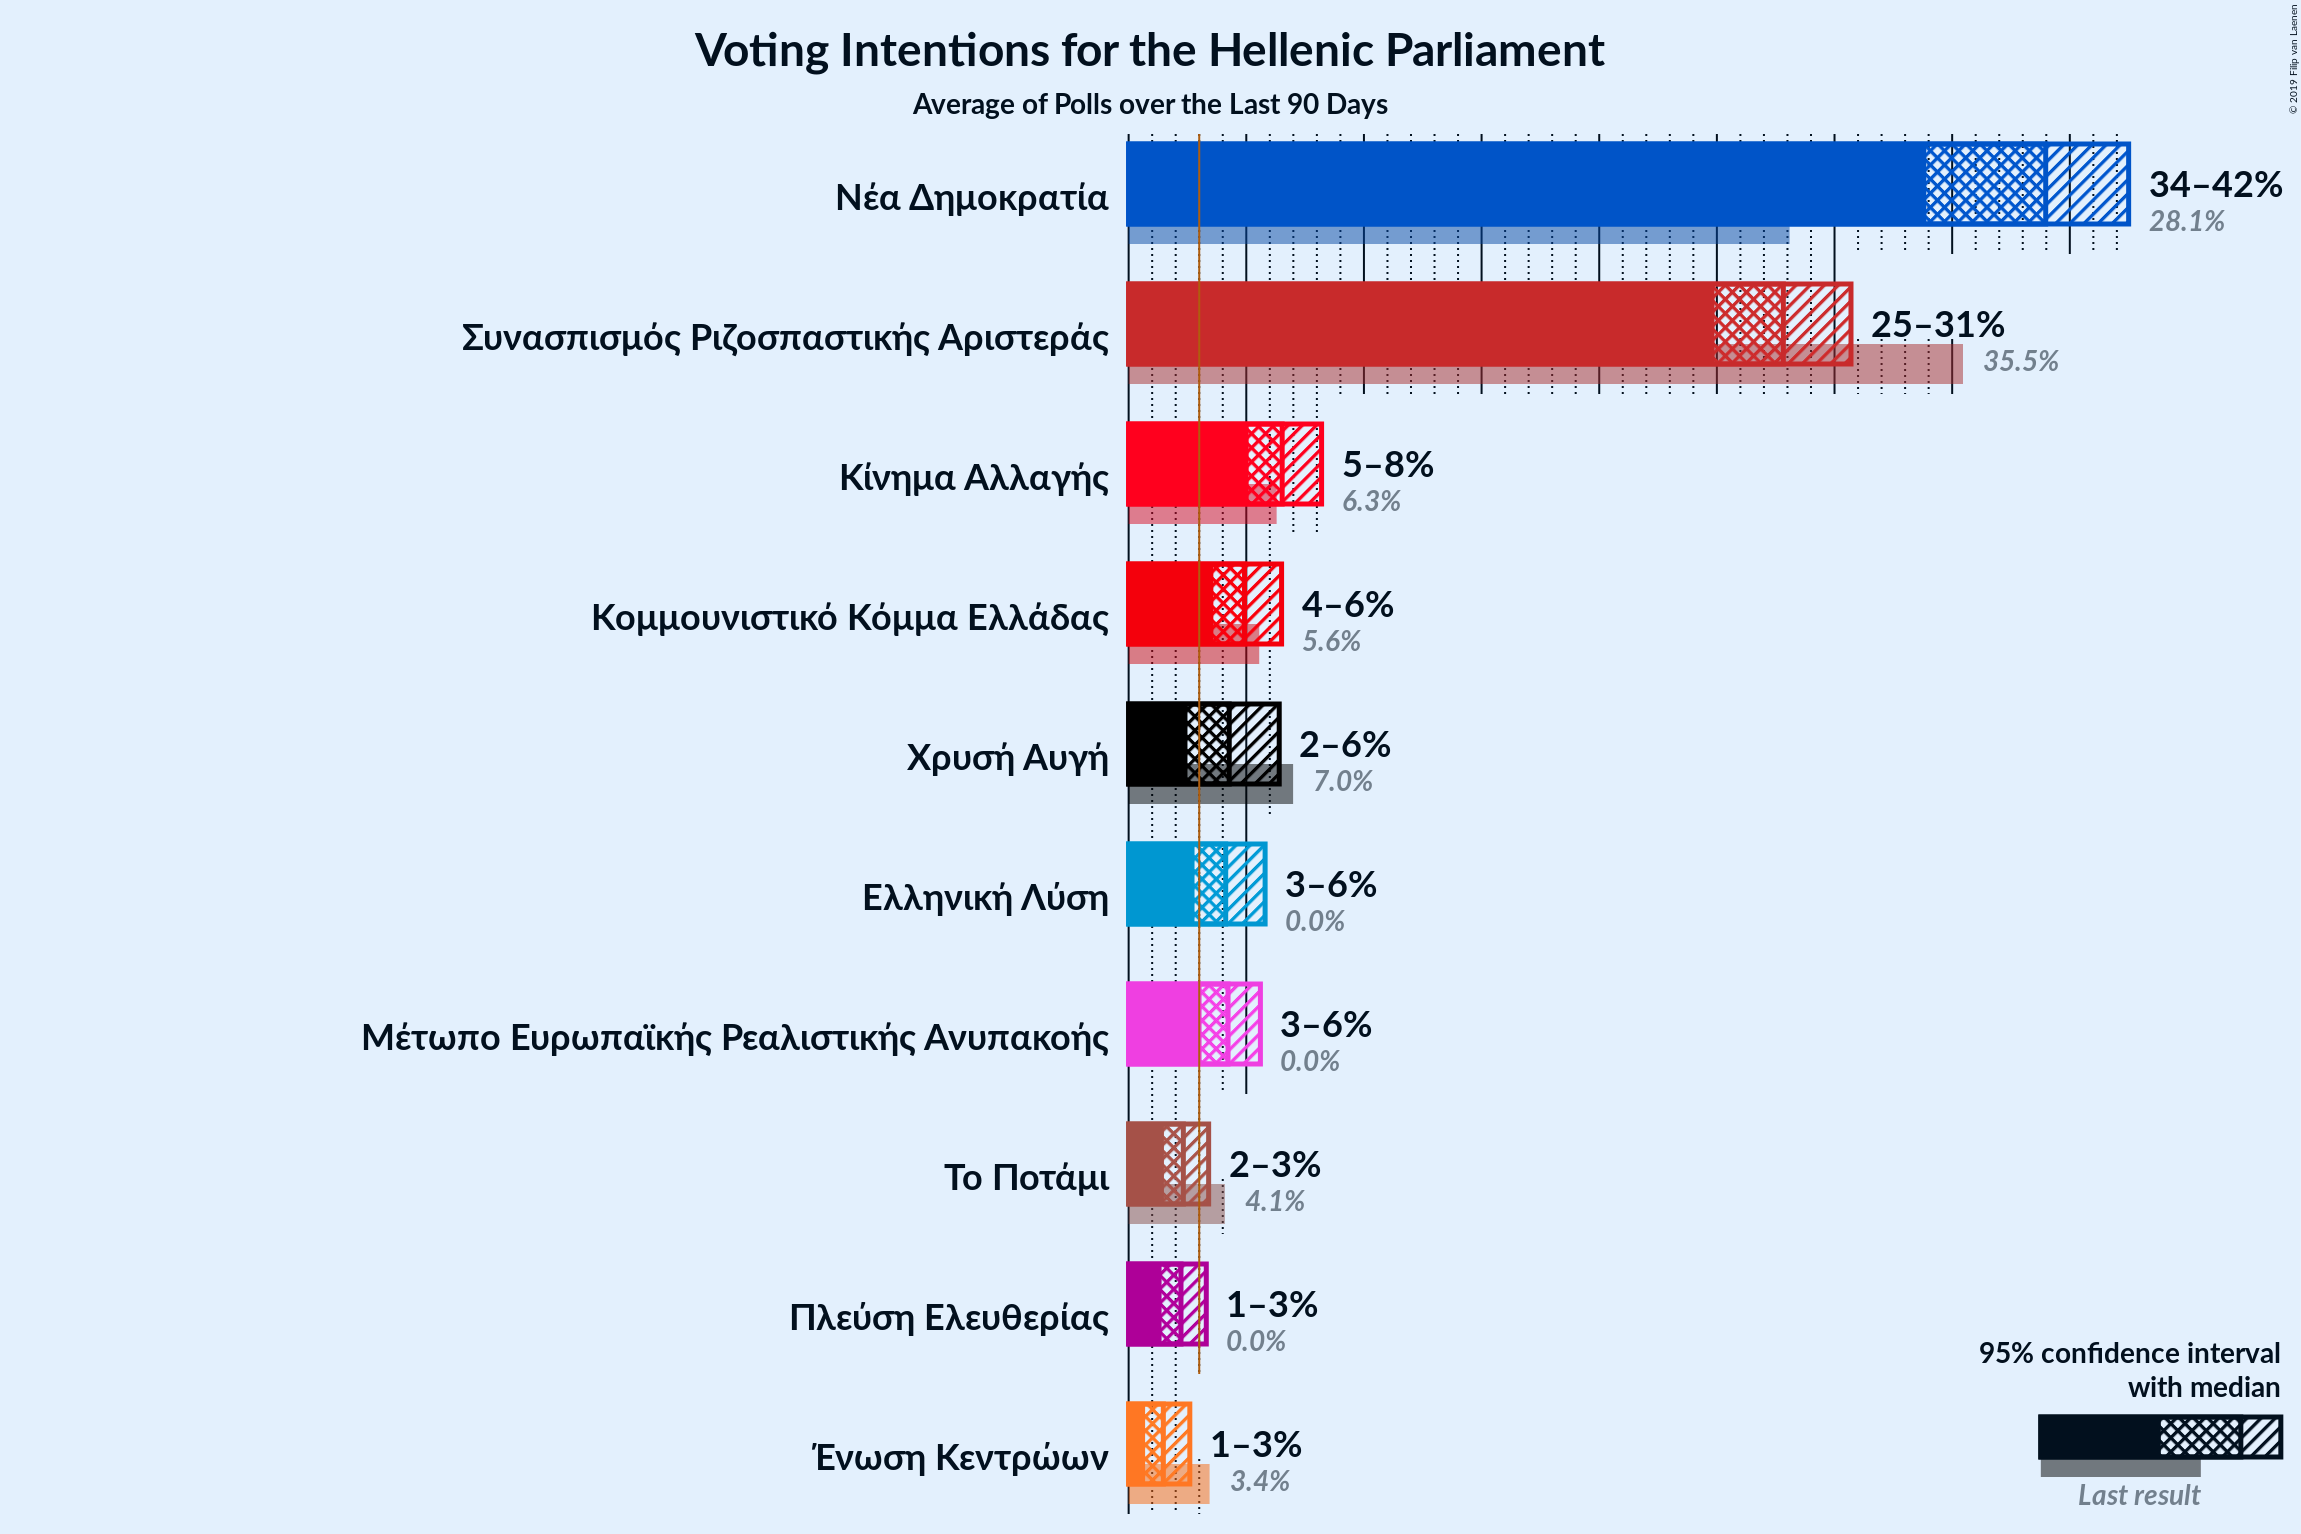 Voting Intentions for the Hellenic Parliament
Average of Polls over the Last 90 Days
© 2019 Filip van Laenen
Νέα Δημοκρατία
34–42%
28.1%
Συνασπισμός Ριζοσπαστικής Αριστεράς
25–31%
35.5%
Κίνημα Αλλαγής
5–8%
6.3%
Κομμουνιστικό Κόμμα Ελλάδας
4–6%
5.6%
Χρυσή Αυγή
2–6%
7.0%
Ελληνική Λύση
3–6%
0.0%
Μέτωπο Ευρωπαϊκής Ρεαλιστικής Ανυπακοής
3–6%
0.0%
Το Ποτάμι
2–3%
4.1%
Πλεύση Ελευθερίας
1–3%
0.0%
Ένωση Κεντρώων
1–3%
3.4%
95% confidence interval
with median
Last result